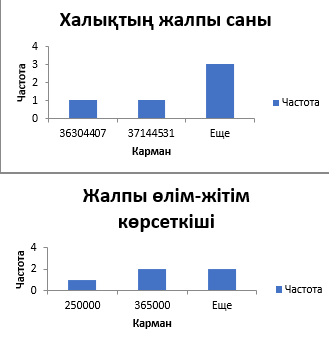 Халықтың жалпы саны
4
3
2
1
0
Частота
36304407 37144531 Еще
Карман
Частота
Жалпы өлім-жітім
көрсеткіші
4
2
0
Частота
250000 365000 Еще
Карман
Частота